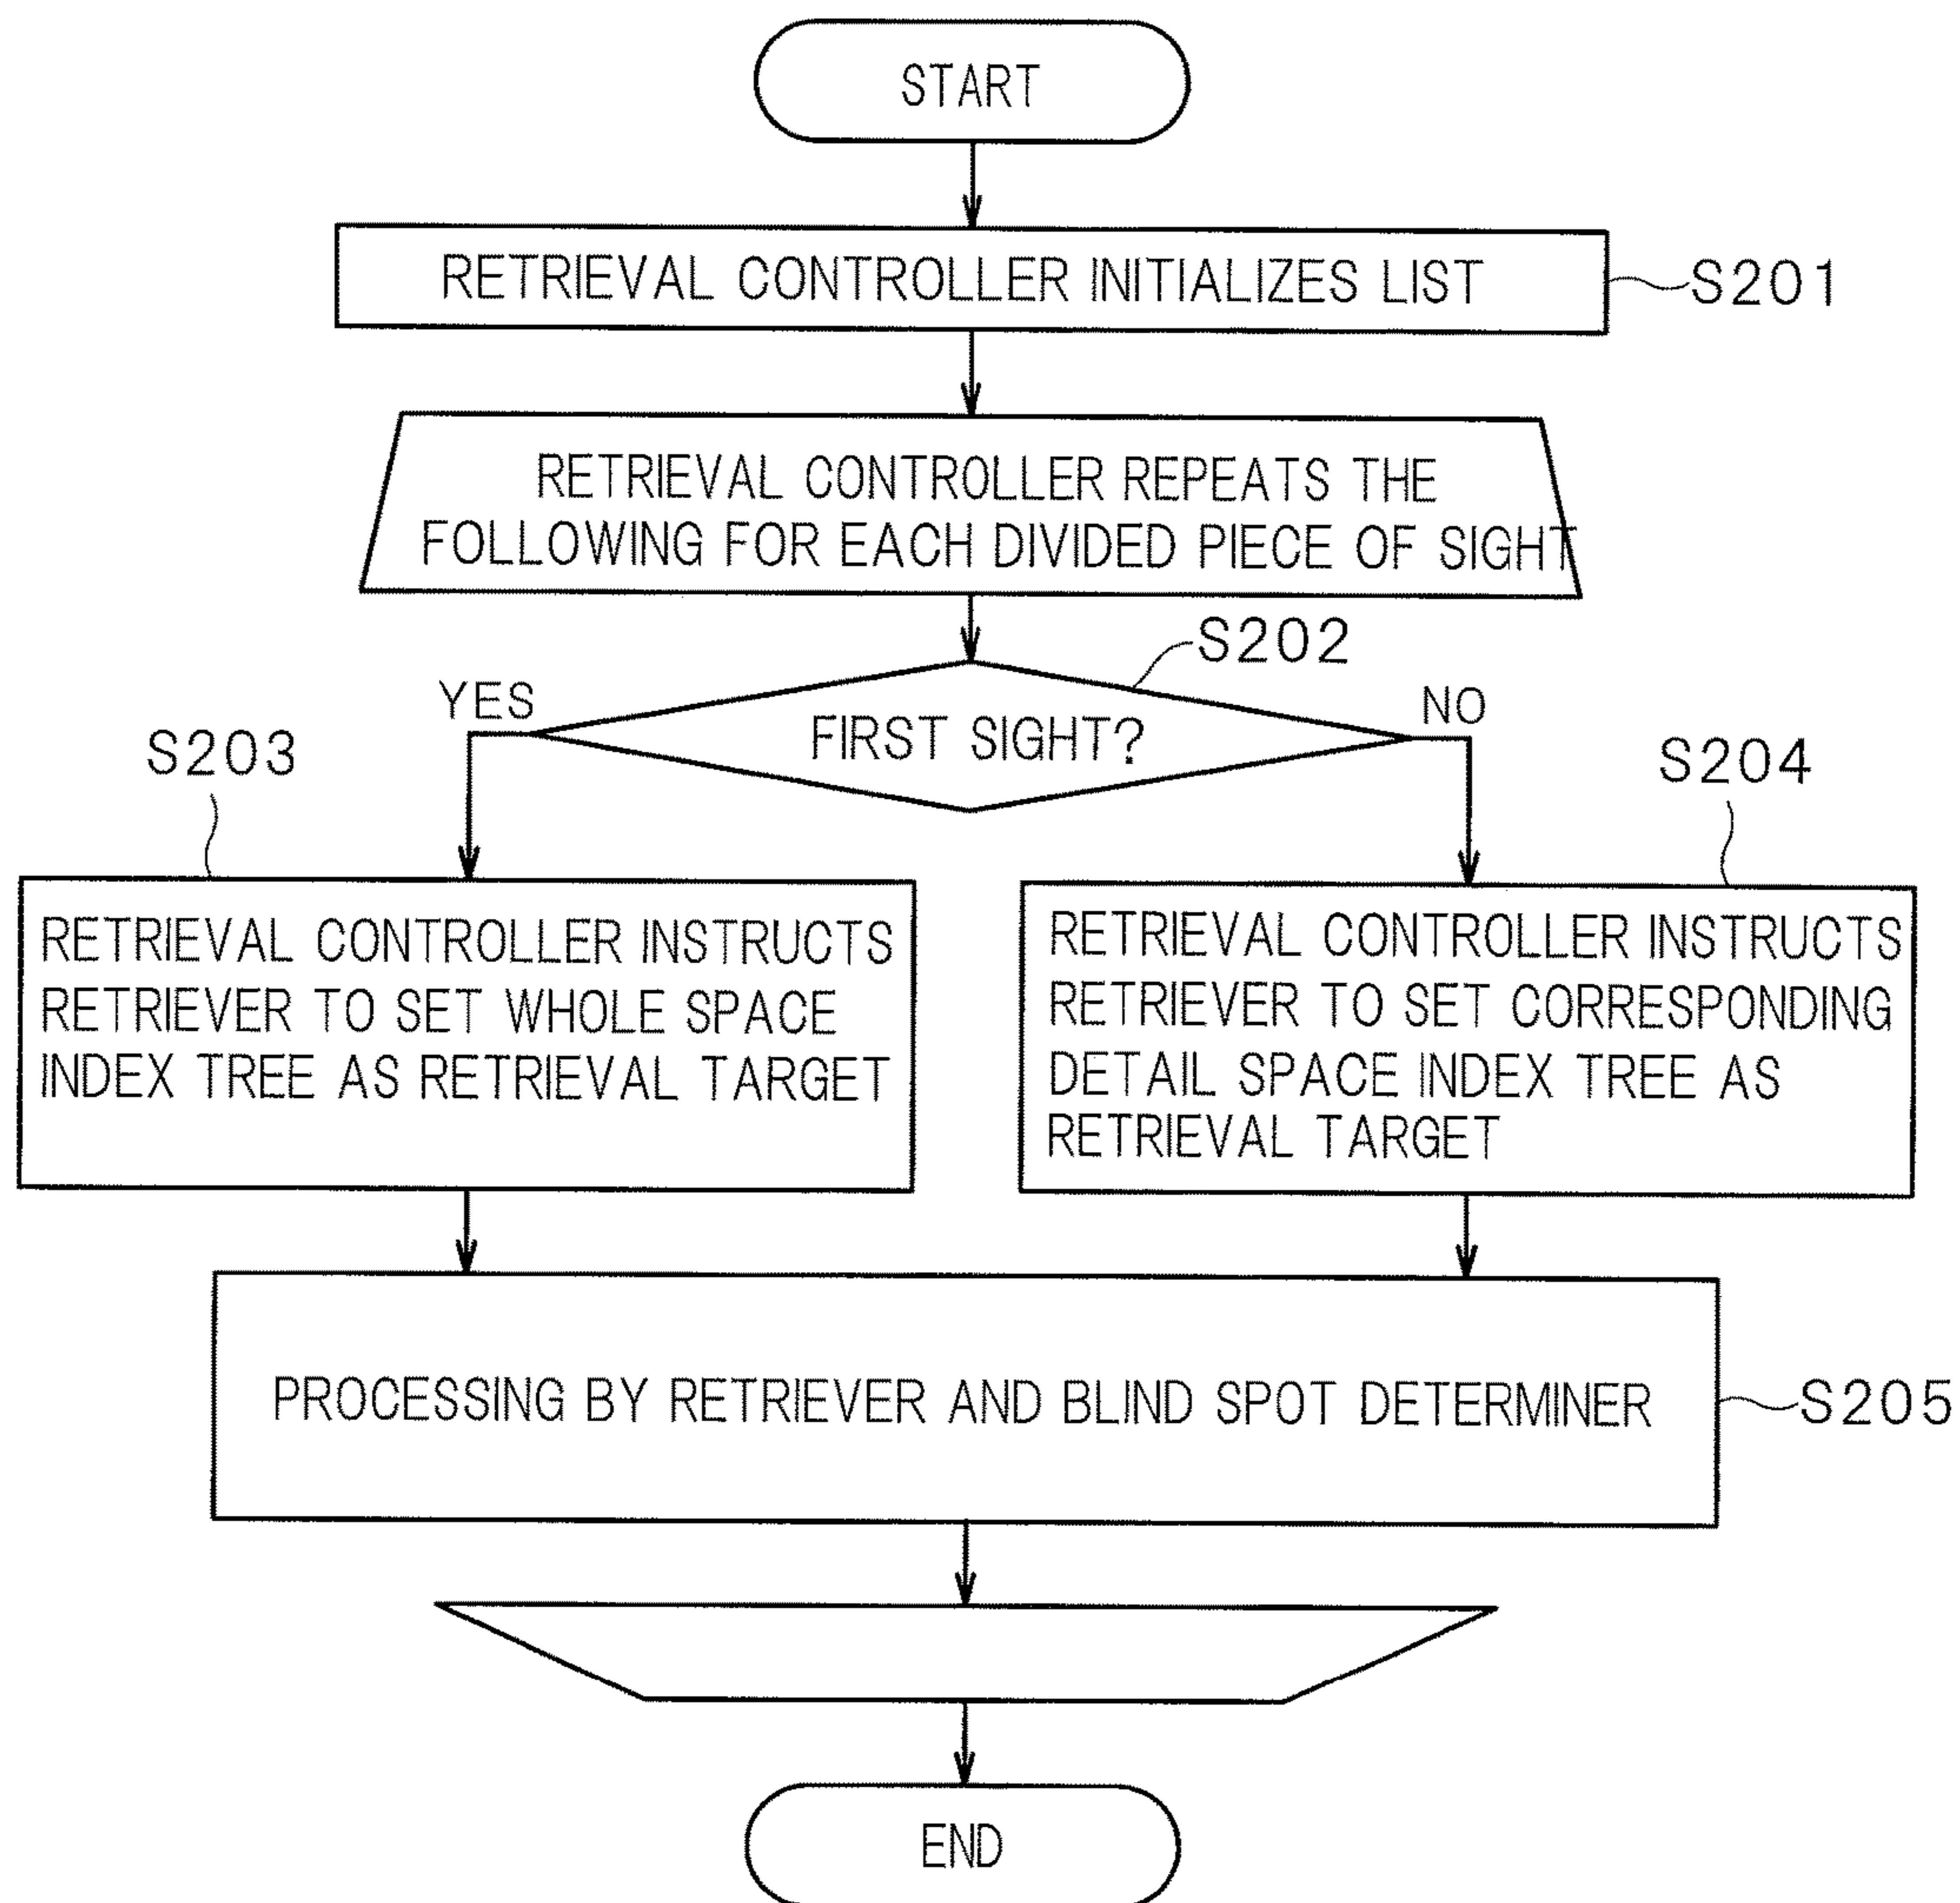 START
RETRIEVAL CONTROLLER INITIALIZES LIST
S201
RETRIEVAL CONTROLLER REPEATS THE
FOLLOWING FOR EACH DIVIDED PIECE OF SIGHT
S202
YES
FIRST SIGHT?
NO
S203
S204
RETRIEVAL CONTROLLER INSTRUCTS
RETRIEVER TO SET WHOLE SPACE
INDEX TREE AS RETRIEVAL TARGET
RETRIEVAL CONTROLLER INSTRUCTS
RETRIEVER TO SET CORRESPONDING
DETAIL SPACE INDEX TREE AS
RETRIEVAL TARGET
PROCESSING BY RETRIEVER AND BLIND SPOT DETERMINER
S205
END